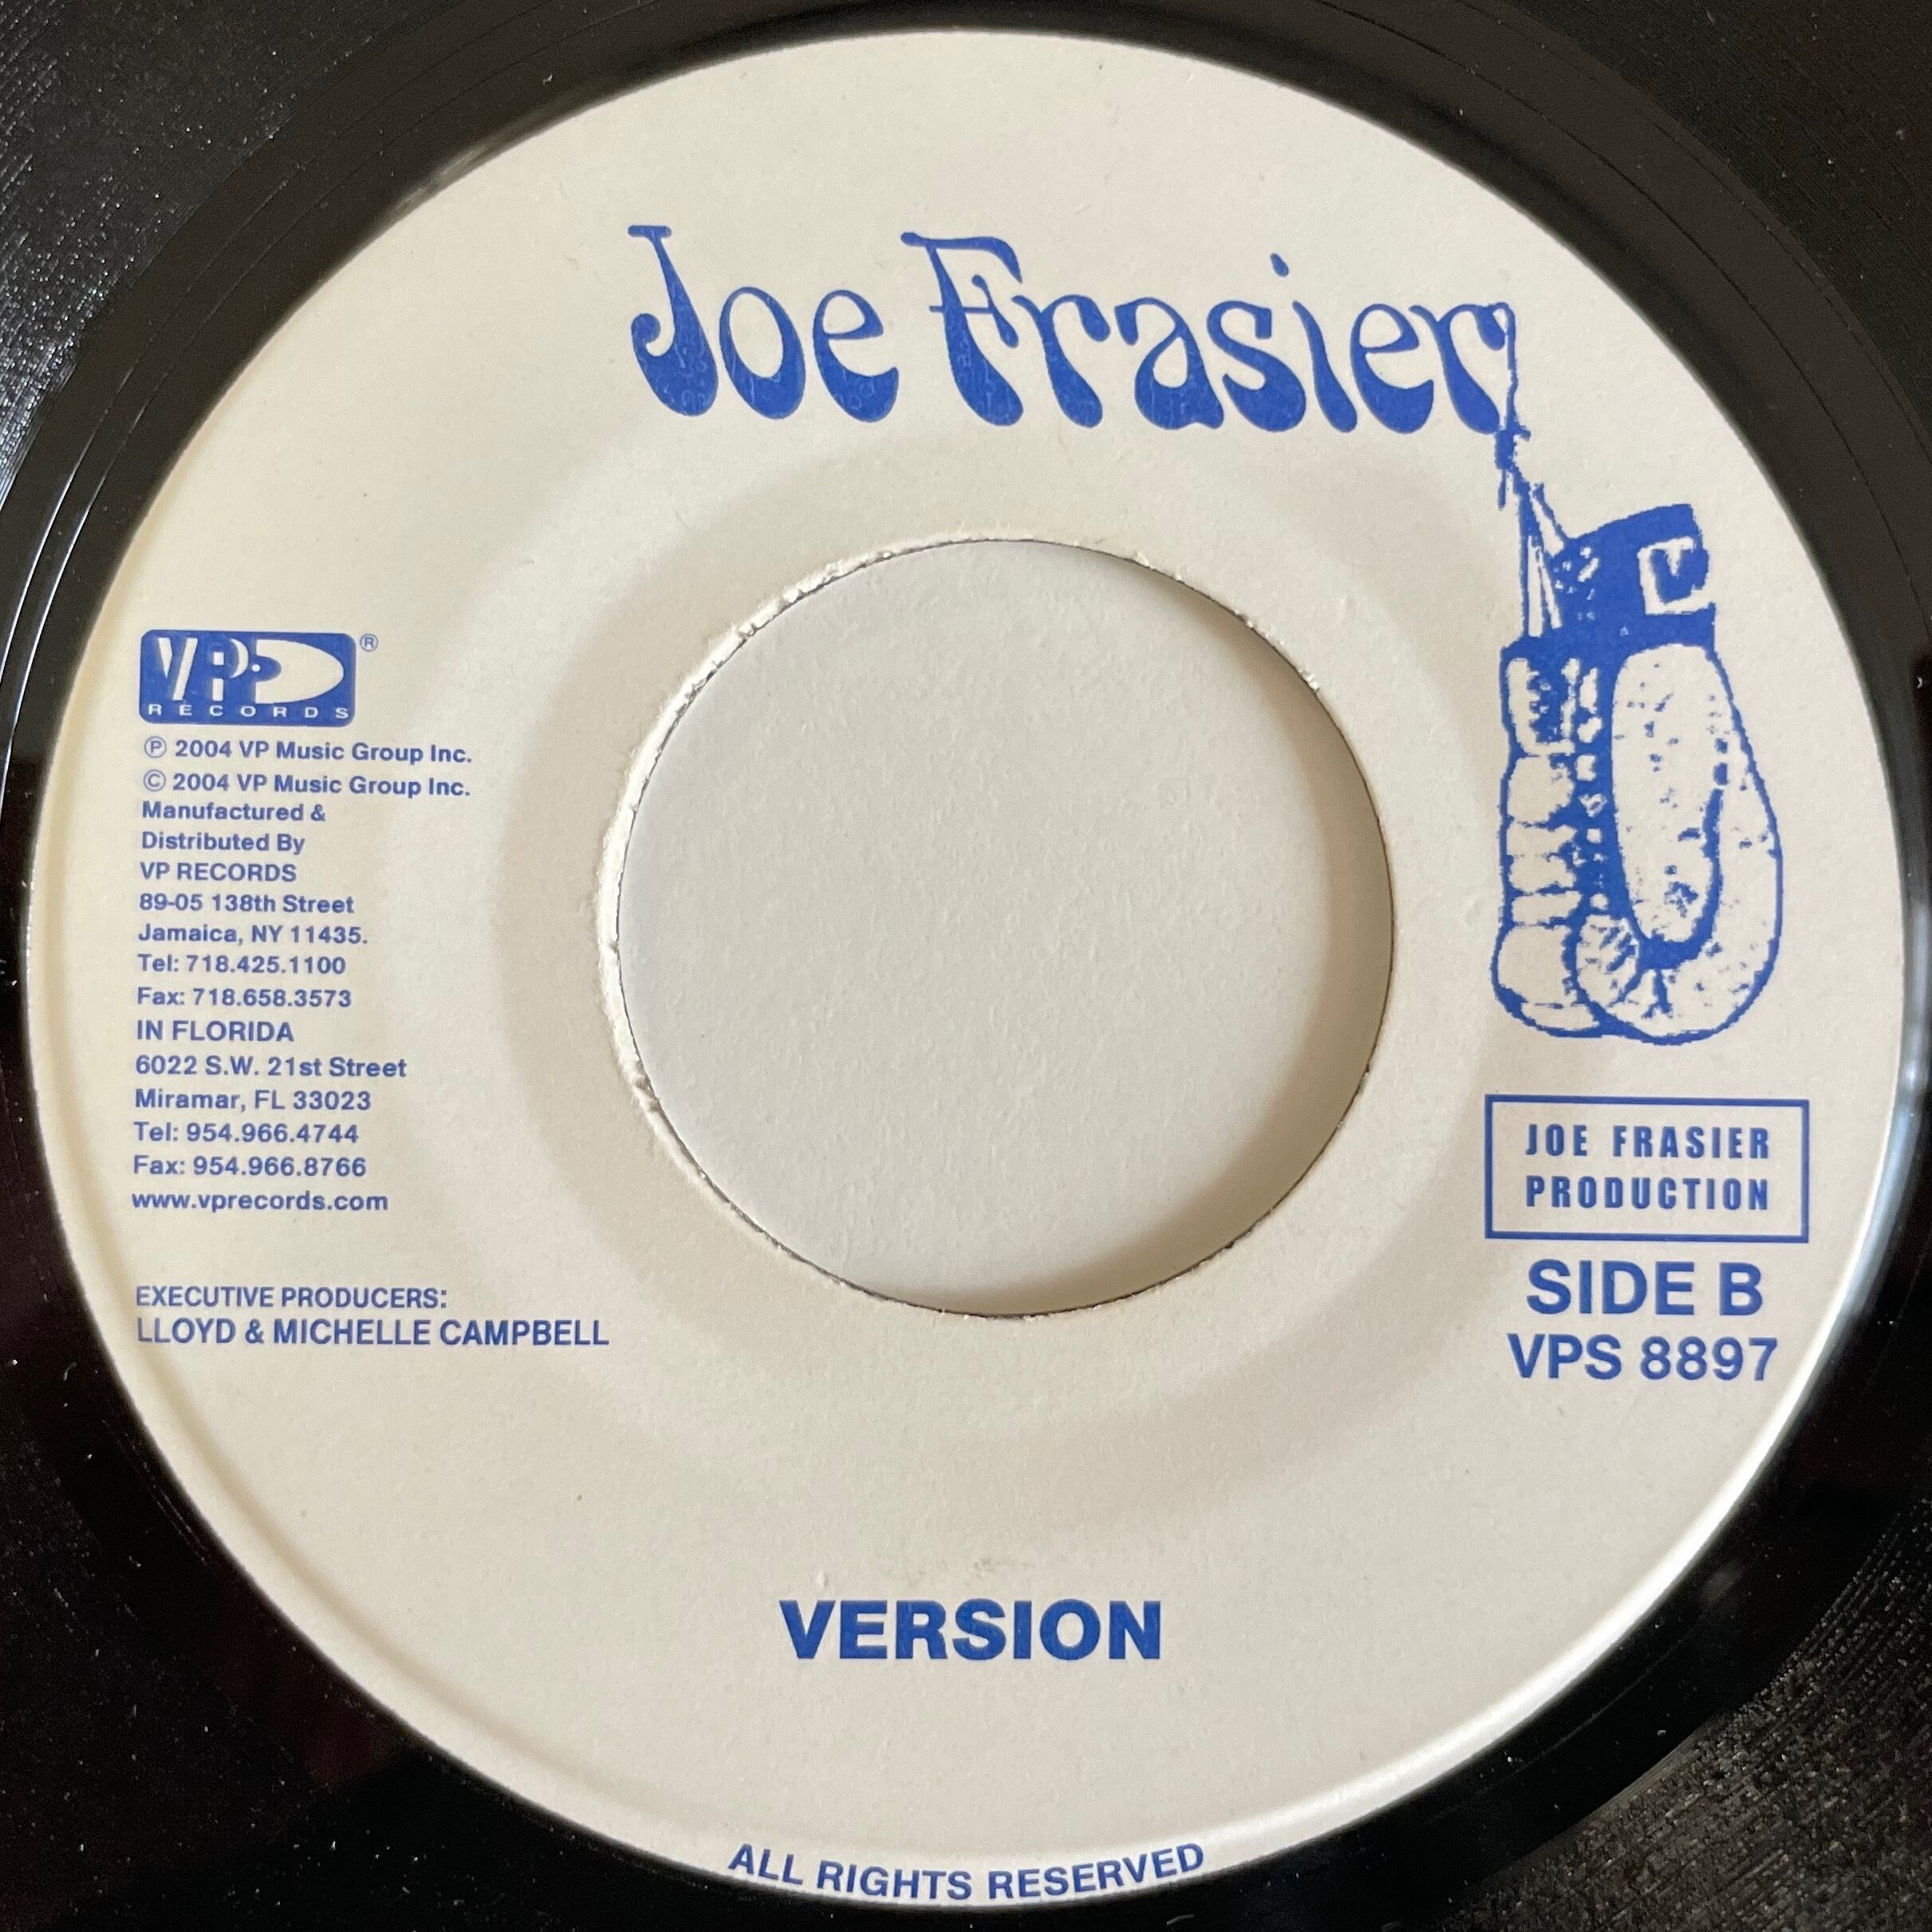 Joe Frasier
VP
RECORDS
®
℗ 2004 VP Music Group Inc.
© 2004 VP Music Group Inc.
Manufactured &
Distributed By
VP RECORDS
89-05 138th Street
Jamaica, NY 11435.
Tel: 718.425.1100
Fax: 718.658.3573
IN FLORIDA
6022 S.W. 21st Street
Miramar, FL 33023
Tel: 954.966.4744
Fax: 954.966.8766
www.vprecords.com
EXECUTIVE PRODUCERS:
LLOYD & MICHELLE CAMPBELL
JOE FRASIER
PRODUCTION
SIDE B
VPS 8897
VERSION
ALL RIGHTS RESERVED